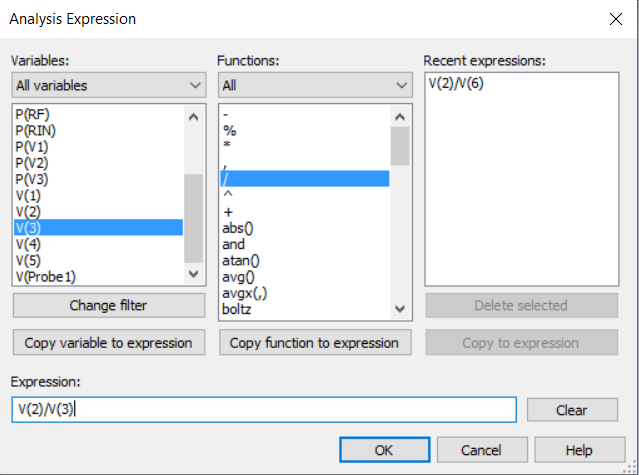 Analysis Expression
Variables:
All variables
P(RF)
P(RIN)
P(V1)
P(V2)
P(V3)
V(1)
V(2)
V(3)
V(4)
V(5)
V(Probe1)
Change filter
Copy variable to expression
Functions:
All
-
%
*
,
/
^
+
abs()
and
atan()
avg()
avgx(,)
boltz
Copy function to expression
Recent expressions:
V(2)/V(6)
Delete selected
Copy to expression
Expression:
V(2)/V(3)
Clear
OK
Cancel
Help